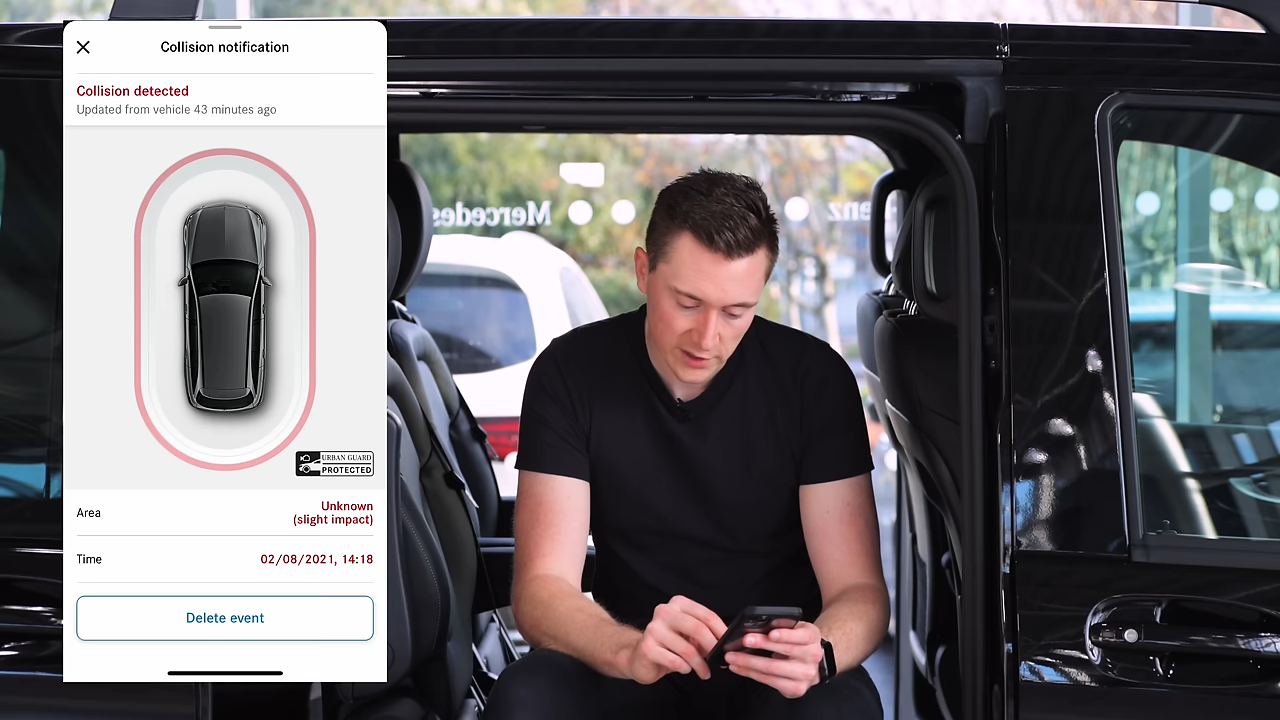 Collision notification
Collision detected
Updated from vehicle 43 minutes ago
URBAN GUARD
PROTECTED
Area
Unknown
(slight impact)
Time
02/08/2021, 14:18
Delete event
Mercedes
enz